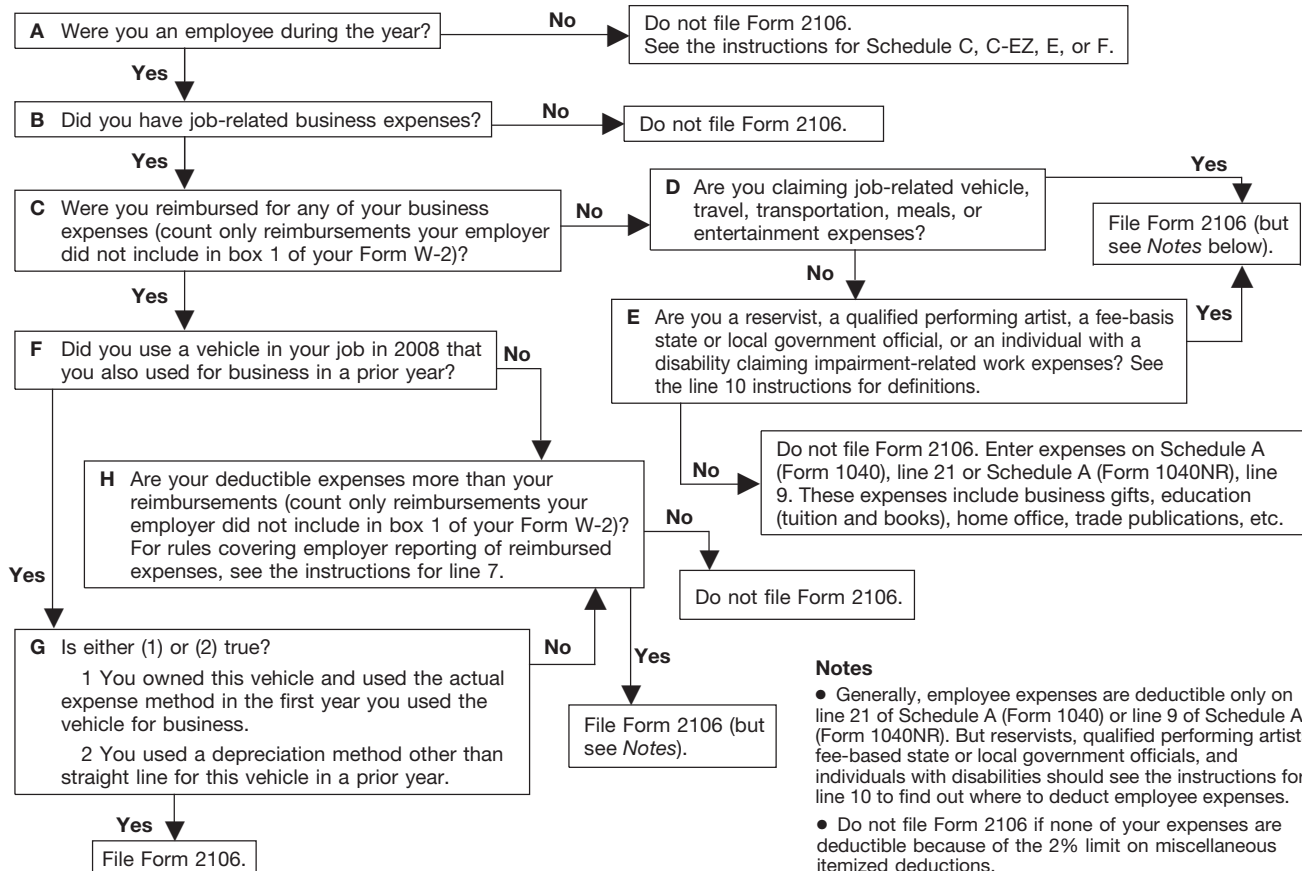 A Were you an employee during the year?
No
Do not file Form 2106.
See the instructions for Schedule C, C-EZ, E, or F.
Yes
B Did you have job-related business expenses?
No
Do not file Form 2106.
Yes
C Were you reimbursed for any of your business
expenses (count only reimbursements your employer
did not include in box 1 of your Form W-2)?
No
D Are you claiming job-related vehicle,
travel, transportation, meals, or
entertainment expenses?
Yes
File Form 2106 (but
see Notes below).
No
Yes
E Are you a reservist, a qualified performing artist, a fee-basis
state or local government official, or an individual with a
disability claiming impairment-related work expenses? See
the line 10 instructions for definitions.
Yes
F Did you use a vehicle in your job in 2008 that
you also used for business in a prior year?
No
No
Do not file Form 2106. Enter expenses on Schedule A
(Form 1040), line 21 or Schedule A (Form 1040NR), line
9. These expenses include business gifts, education
(tuition and books), home office, trade publications, etc.
H Are your deductible expenses more than your
reimbursements (count only reimbursements your
employer did not include in box 1 of your Form W-2)?
For rules covering employer reporting of reimbursed
expenses, see the instructions for line 7.
No
Do not file Form 2106.
Yes
G Is either (1) or (2) true?
1 You owned this vehicle and used the actual
expense method in the first year you used the
vehicle for business.
2 You used a depreciation method other than
straight line for this vehicle in a prior year.
No
Yes
File Form 2106 (but
see Notes).
Yes
File Form 2106.
Notes
● Generally, employee expenses are deductible only on
line 21 of Schedule A (Form 1040) or line 9 of Schedule A
(Form 1040NR). But reservists, qualified performing artist
fee-based state or local government officials, and
individuals with disabilities should see the instructions for
line 10 to find out where to deduct employee expenses.
● Do not file Form 2106 if none of your expenses are
deductible because of the 2% limit on miscellaneous
itemized deductions.